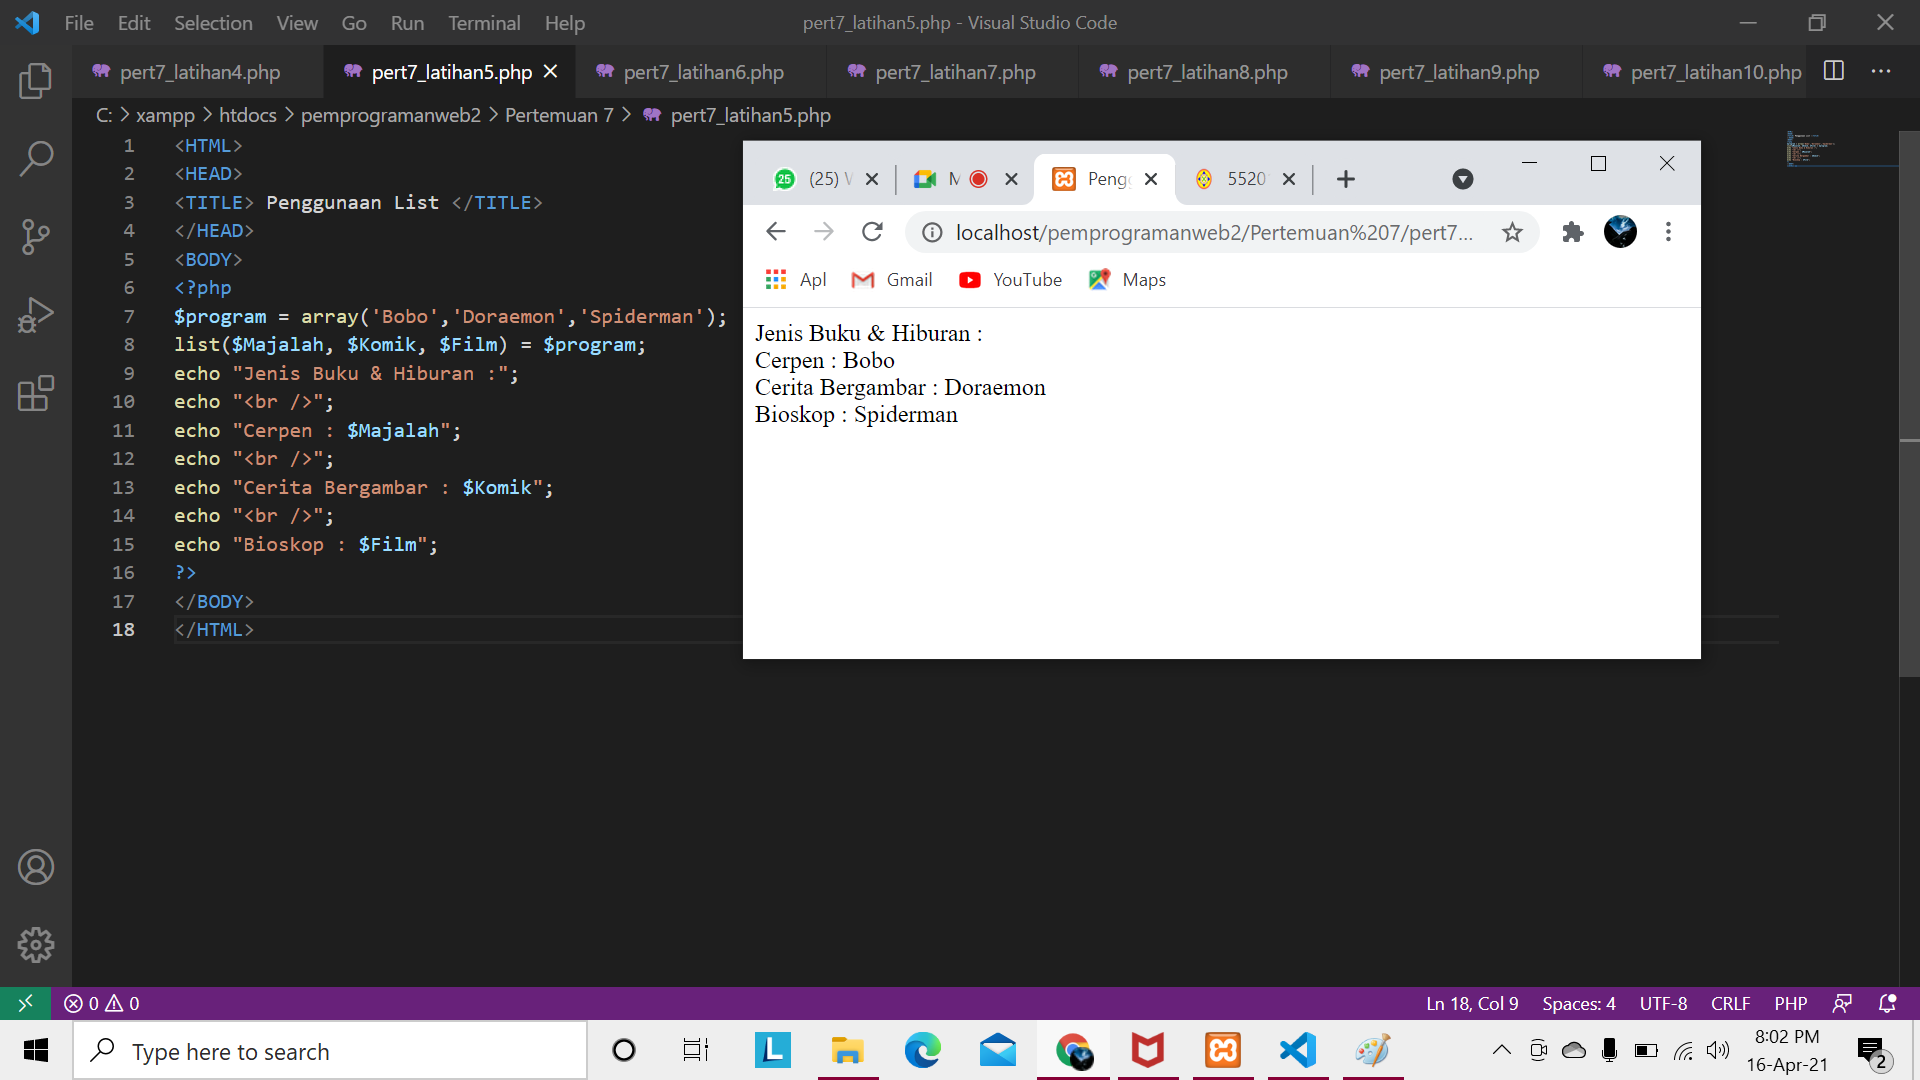 File Edit Selection View Go Run Terminal Help
pert7_latihan5.php - Visual Studio Code
pert7_latihan4.php pert7_latihan5.php pert7_latihan6.php pert7_latihan7.php pert7_latihan8.php pert7_latihan9.php pert7_latihan10.php
C: > xampp > htdocs > pemprogramanweb2 > Pertemuan 7 > pert7_latihan5.php
1 <HTML>
2 <HEAD>
3 <TITLE> Penggunaan List </TITLE>
4 </HEAD>
5 <BODY>
6 <?php
7 $program = array('Bobo','Doraemon','Spiderman');
8 list($Majalah, $Komik, $Film) = $program;
9 echo "Jenis Buku & Hiburan :";
10 echo "<br />";
11 echo "Cerpen : $Majalah";
12 echo "<br />";
13 echo "Cerita Bergambar : $Komik";
14 echo "<br />";
15 echo "Bioskop : $Film";
16 ?>
17 </BODY>
18 </HTML>
25 (25) M Peng 5520
localhost/pemprogramanweb2/Pertemuan%207/pert7...
Apl Gmail YouTube Maps
Jenis Buku & Hiburan :
Cerpen : Bobo
Cerita Bergambar : Doraemon
Bioskop : Spiderman
0 0
Ln 18, Col 9 Spaces: 4 UTF-8 CRLF PHP
Type here to search
L
8:02 PM
16-Apr-21
2